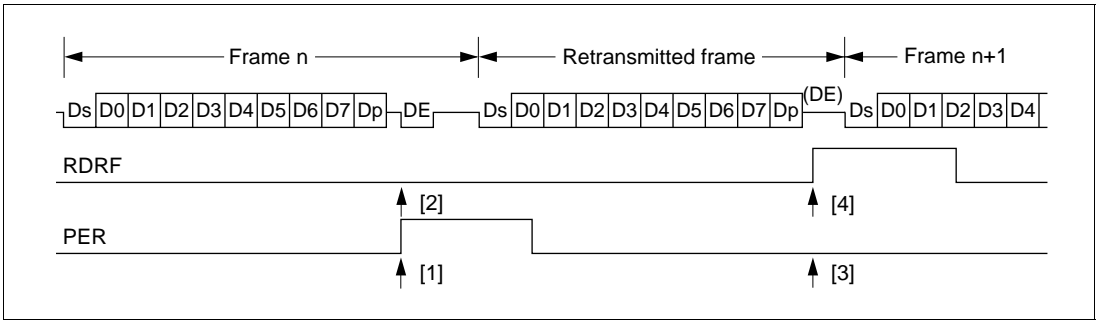 Frame n Retransmitted frame Frame n+1
(DE)
Ds D0 D1 D2 D3 D4 D5 D6 D7 Dp DE Ds D0 D1 D2 D3 D4 D5 D6 D7 Dp Ds D0 D1 D2 D3 D4
RDRF
[2] [4]
PER
[1] [3]